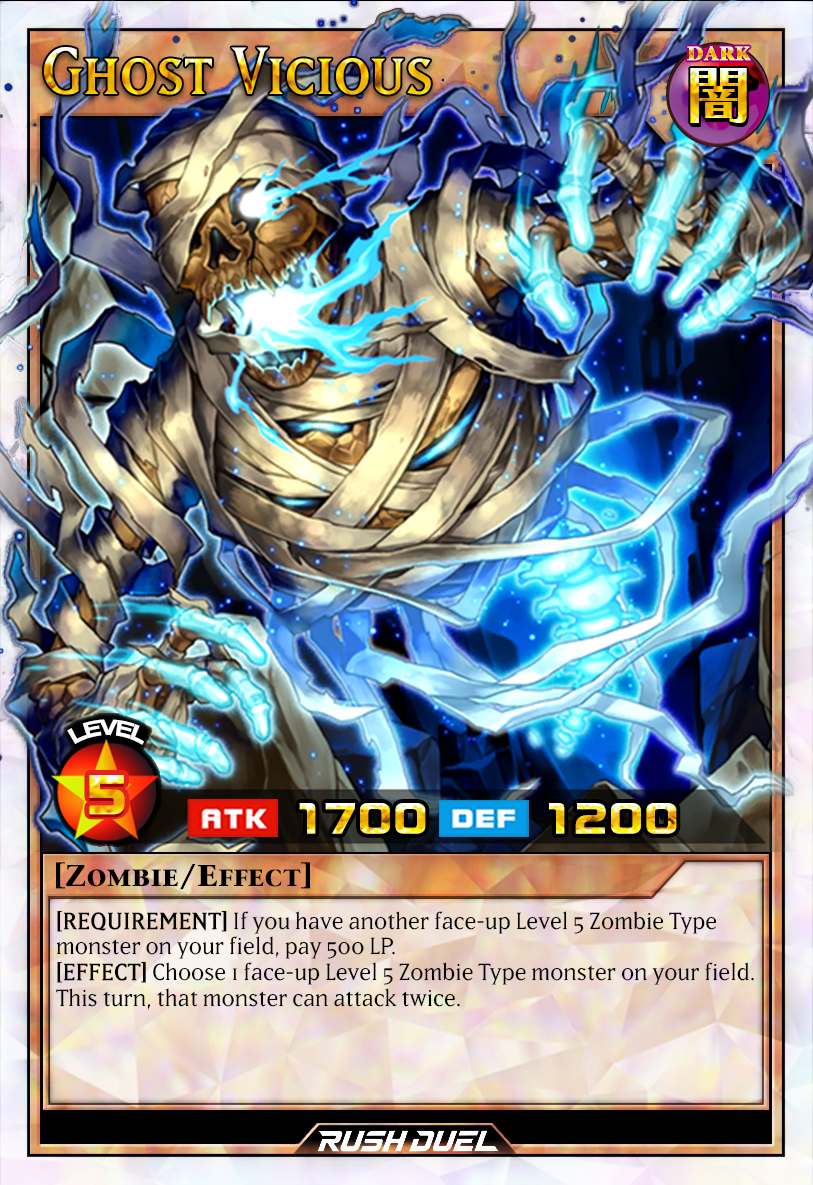 Ghost Vicious
DARK
闇
LEVEL
5
ATK 1700 DEF 1200
[Zombie/Effect]
[REQUIREMENT] If you have another face-up Level 5 Zombie Type
monster on your field, pay 500 LP.
[EFFECT] Choose 1 face-up Level 5 Zombie Type monster on your field.
This turn, that monster can attack twice.
RUSH DUEL